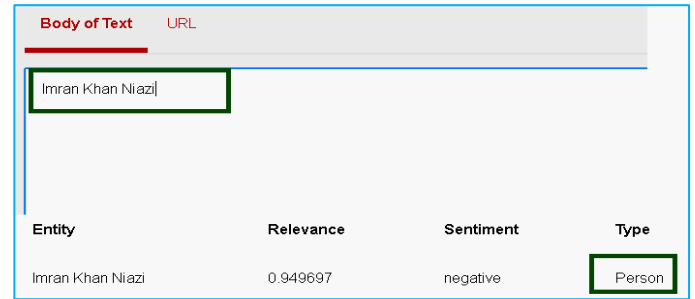 Body of Text URL
Imran Khan Niazi
Entity Relevance Sentiment Type
Imran Khan Niazi 0.949697 negative Person